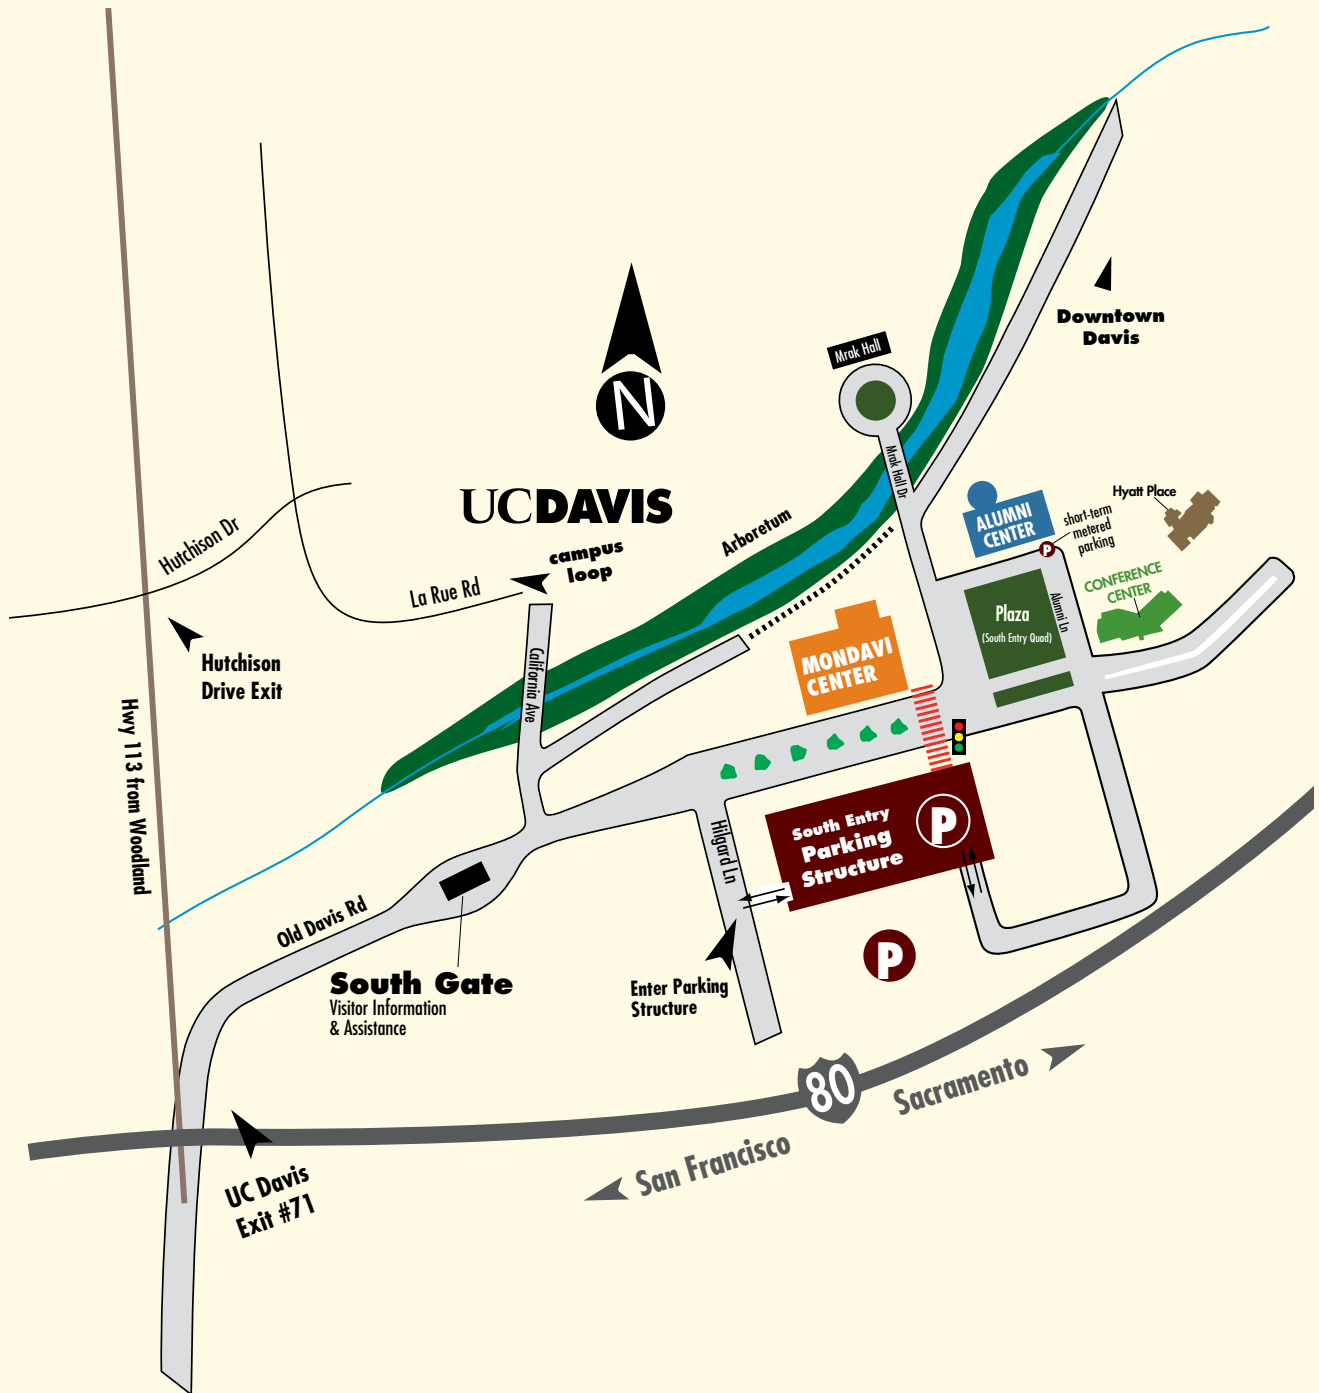 Mrak Hall
Downtown
Davis
N
UCDAVIS
campus
loop
Arboretum
Mrak Hall Dr
ALUMNI
CENTER
short-term
metered
parking
P
Hyatt Place
CONFERENCE
CENTER
Plaza
(South Entry Quad)
Alumni Ln
Hutchison Dr
La Rue Rd
California Ave
MONDAVI
CENTER
Hutchison
Drive Exit
Hwy 113 from Woodland
South Entry
Parking
Structure
P
Hilgard Ln
Old Davis Rd
South Gate
Visitor Information
& Assistance
Enter Parking
Structure
P
80
Sacramento
San Francisco
UC Davis
Exit #71